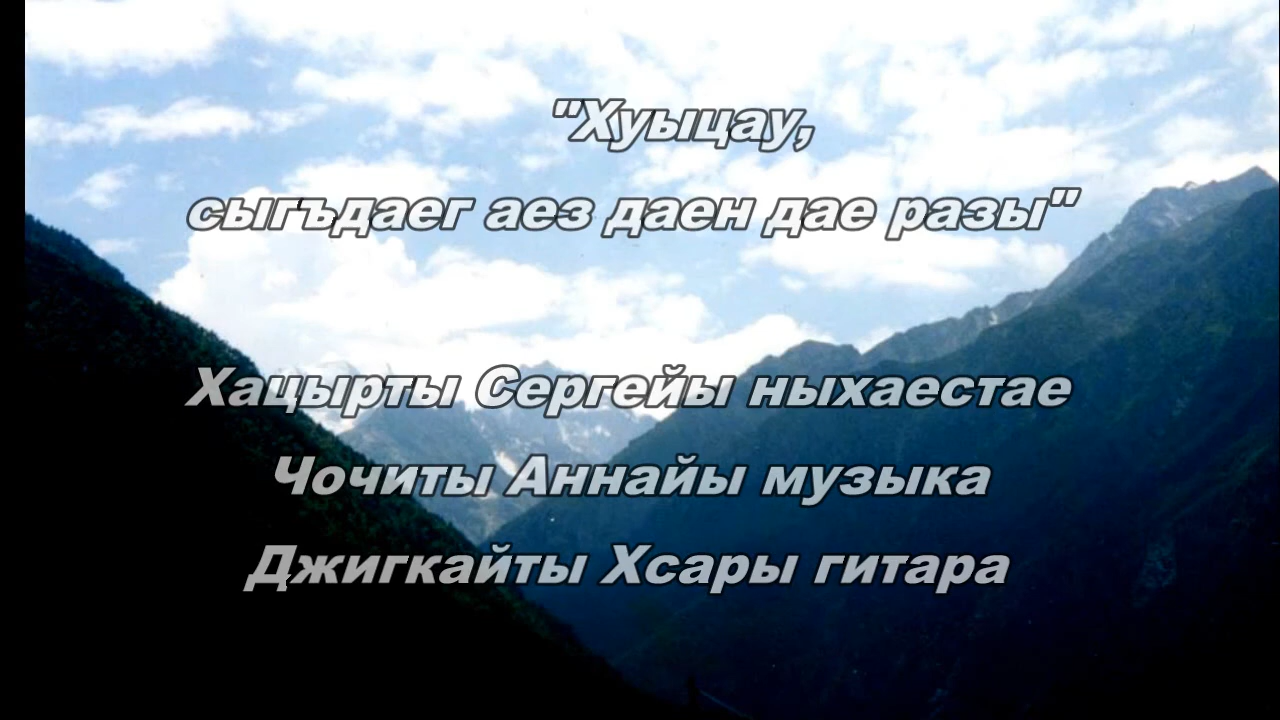 "Хуыцау,
сыгъдаег аез даен дае разы"
Хацырты Сергейы ныхаестае
Чочиты Аннайы музыка
Джигкайты Хсары гитара